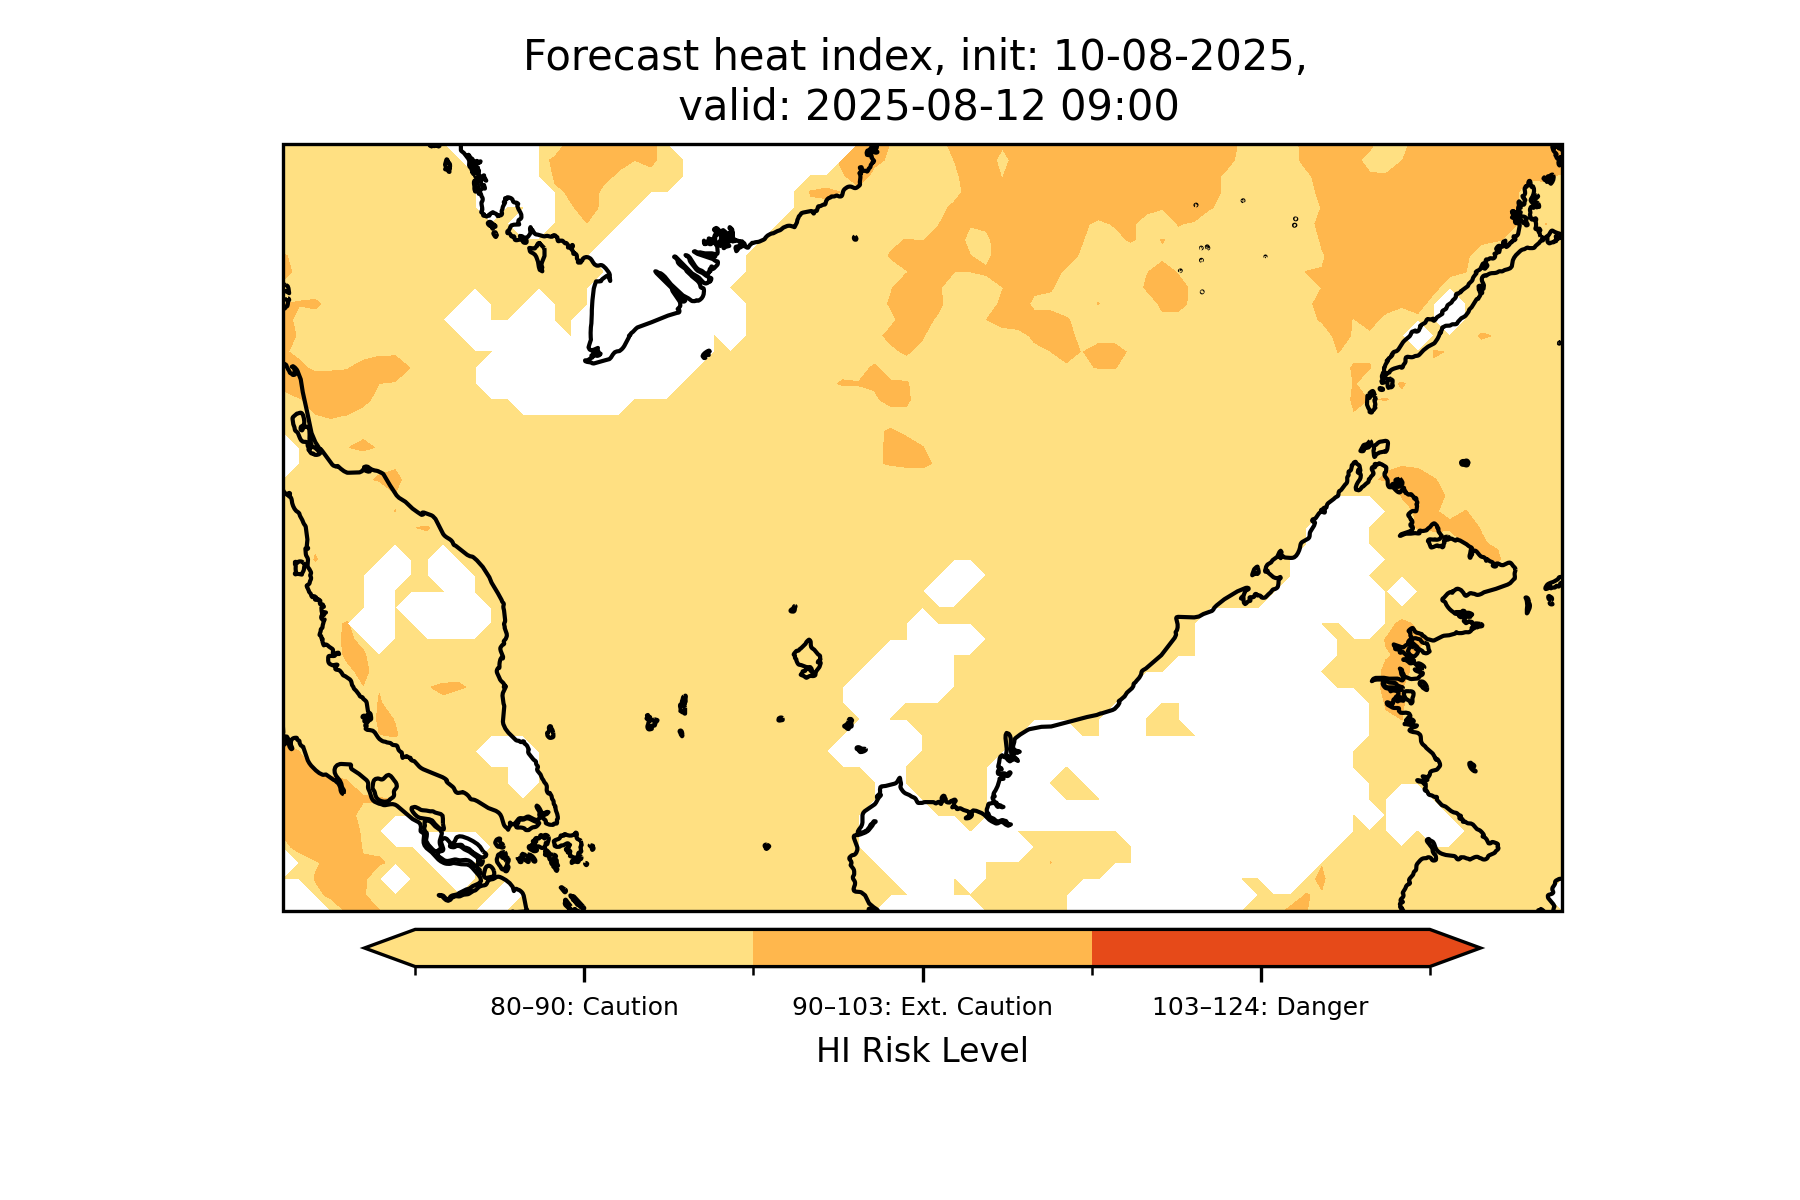 Forecast heat index, init: 10-08-2025,
valid: 2025-08-12 09:00
80–90: Caution
90–103: Ext. Caution
103–124: Danger
HI Risk Level